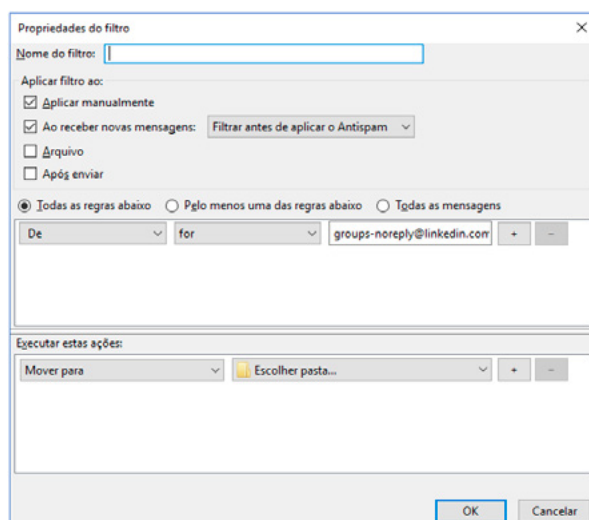 Propriedades do filtro
Nome do filtro:
Aplicar filtro ao:
Aplicar manualmente
Ao receber novas mensagens: Filtrar antes de aplicar o Antispam
Arquivo
Após enviar
Todas as regras abaixo Pelo menos uma das regras abaixo Todas as mensagens
De for groups-noreply@linkedin.com + −
Executar estas ações:
Mover para Escolher pasta... + −
OK Cancelar